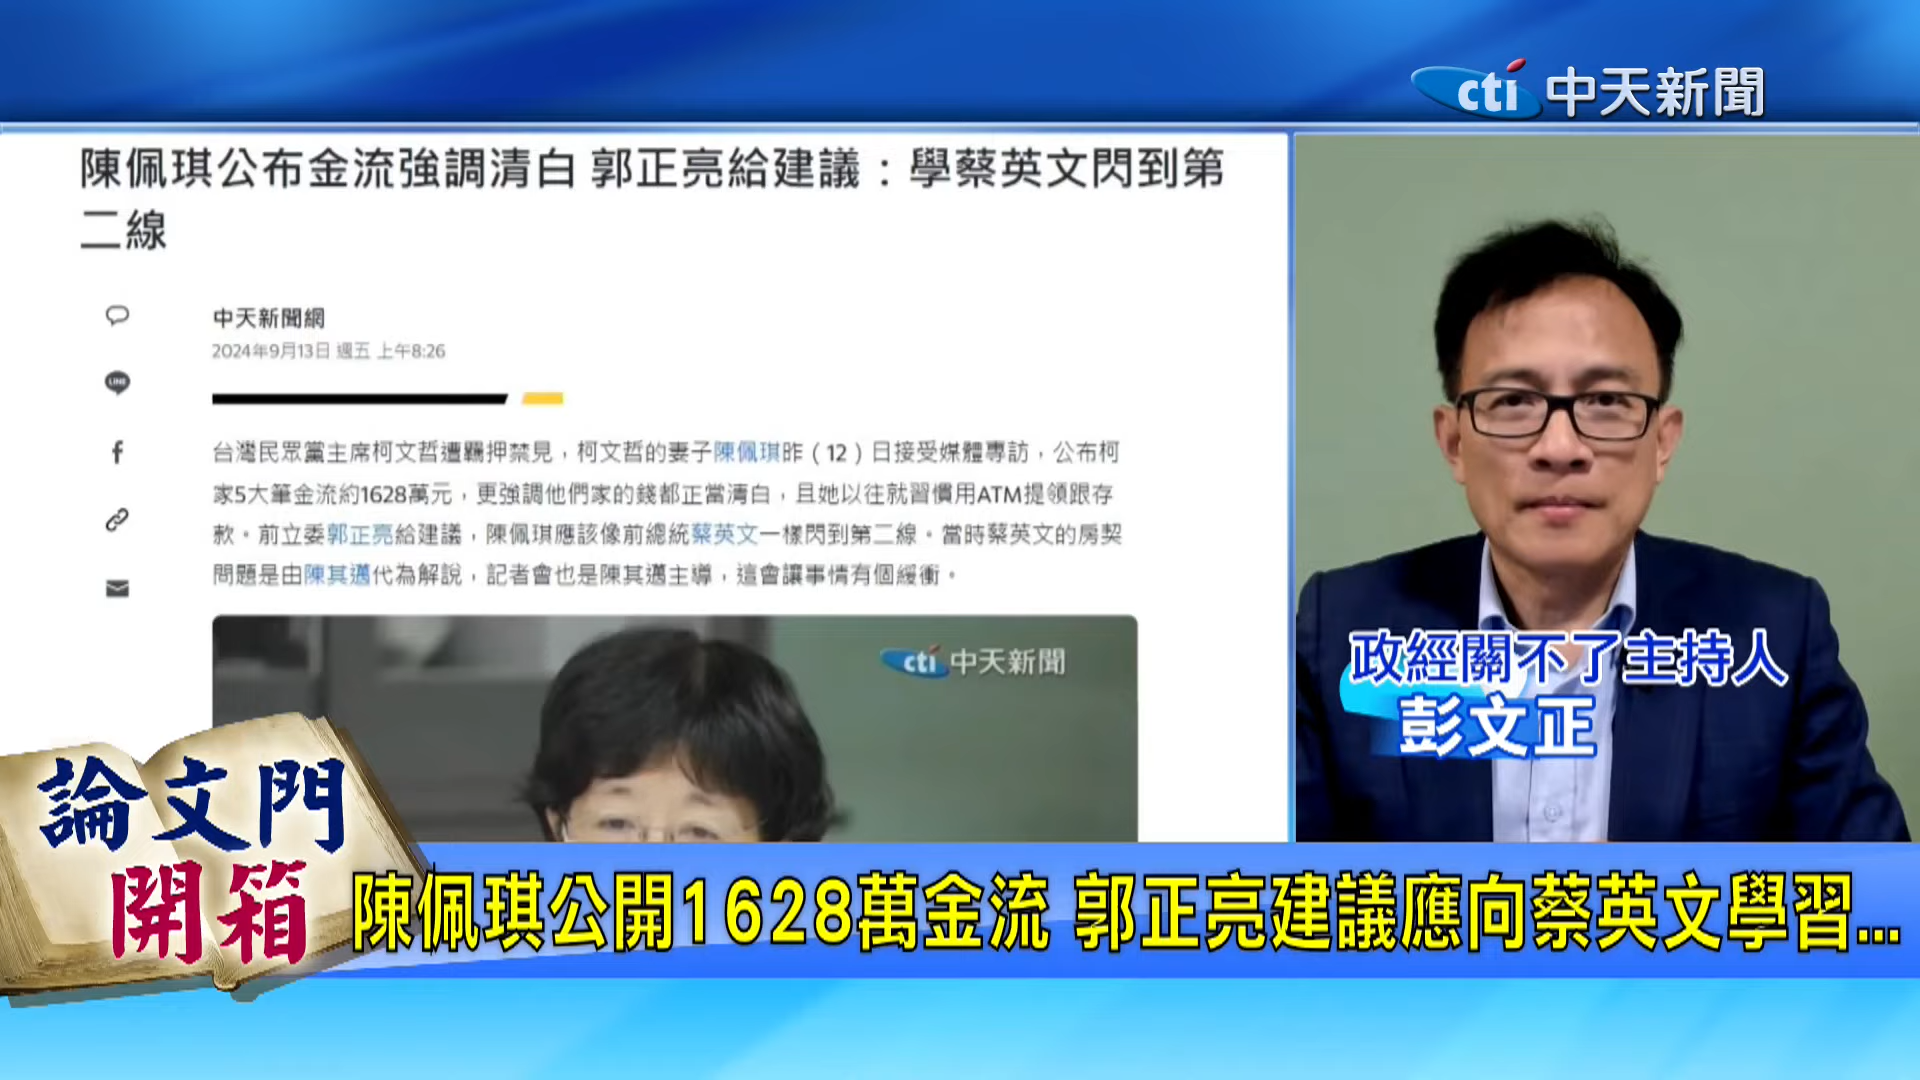 cti 中天新聞
陳佩琪公布金流強調清白 郭正亮給建議：學蔡英文閃到第
二線
中天新聞網
2024年9月13日 週五 上午8:26
LINE
台灣民眾黨主席柯文哲遭羈押禁見，柯文哲的妻子陳佩琪昨（12）日接受媒體專訪，公布柯
家5大筆金流約1628萬元，更強調他們家的錢都正當清白，且她以往就習慣用ATM提領跟存
款。前立委郭正亮給建議，陳佩琪應該像前總統蔡英文一樣閃到第二線。當時蔡英文的房契
問題是由陳其邁代為解說，記者會也是陳其邁主導，這會讓事情有個緩衝。
cti 中天新聞
政經關不了主持人
彭文正
論文門
開箱
陳佩琪公開1628萬金流 郭正亮建議應向蔡英文學習...